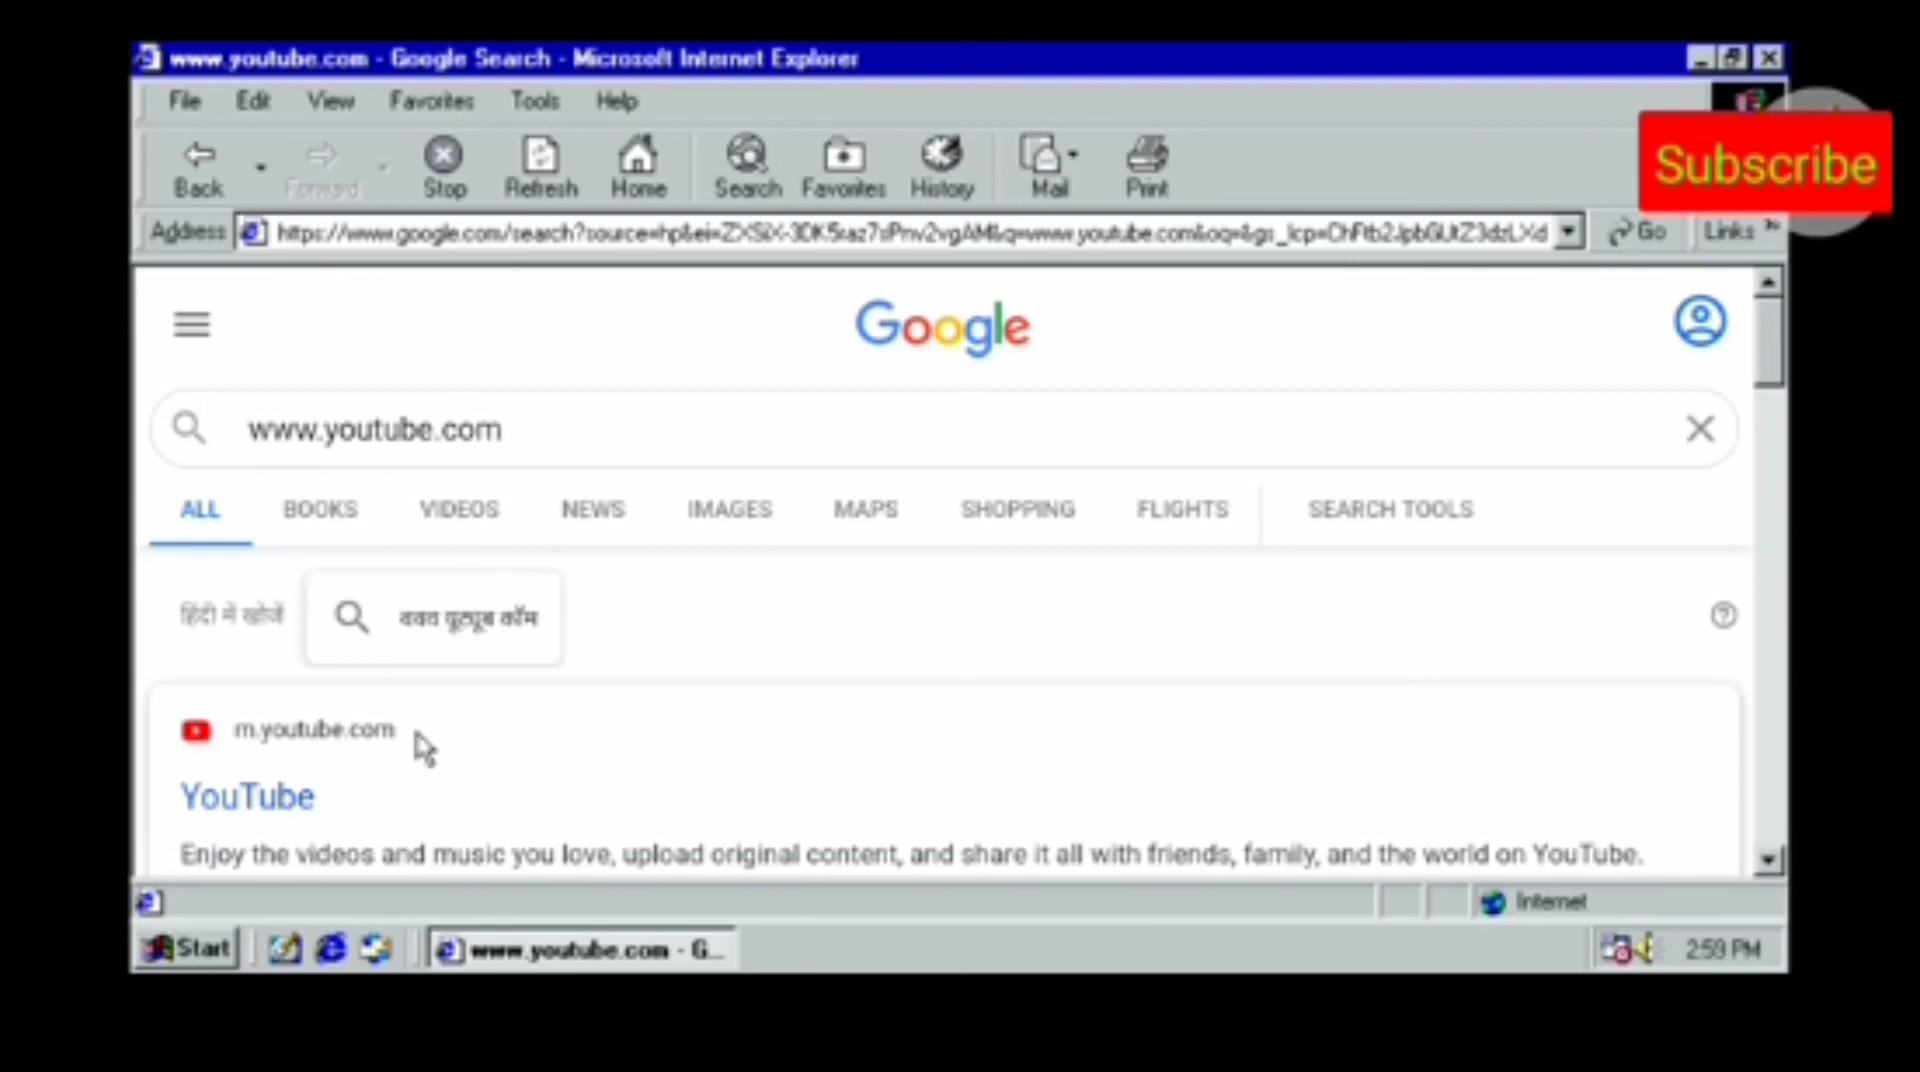 www.youtube.com - Google Search - Microsoft Internet Explorer
File Edit View Favorites Tools Help
Back Forward Stop Refresh Home Search Favorites History Mail Print
Subscribe
Address
Go Links »
Google
www.youtube.com
ALL BOOKS VIDEOS NEWS IMAGES MAPS SHOPPING FLIGHTS SEARCH TOOLS
हिंदी में खोजें ववव यूट्यूब कॉम
m.youtube.com
YouTube
Enjoy the videos and music you love, upload original content, and share it all with friends, family, and the world on YouTube.
Internet
Start www.youtube.com - G... 2:59 PM